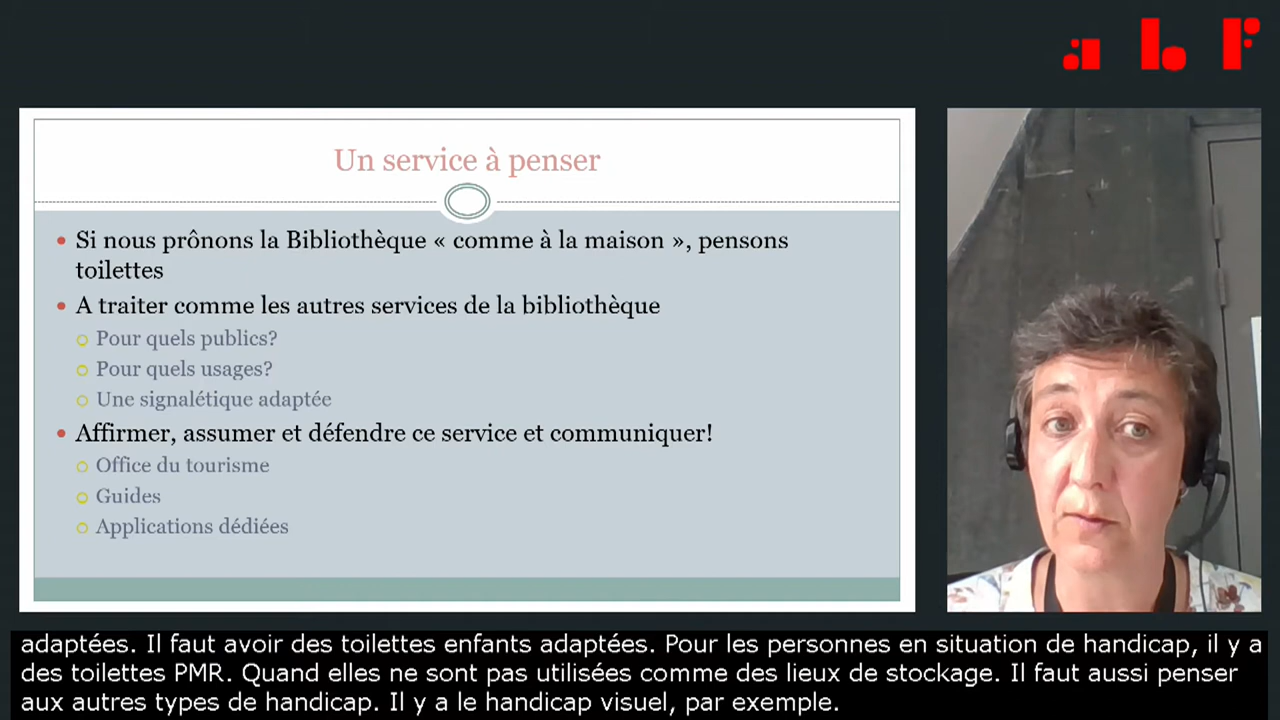 abf
Un service à penser
• Si nous prônons la Bibliothèque « comme à la maison », pensons
toilettes
• A traiter comme les autres services de la bibliothèque
Pour quels publics?
Pour quels usages?
Une signalétique adaptée
• Affirmer, assumer et défendre ce service et communiquer!
Office du tourisme
Guides
Applications dédiées
adaptées. Il faut avoir des toilettes enfants adaptées. Pour les personnes en situation de handicap, il y a
des toilettes PMR. Quand elles ne sont pas utilisées comme des lieux de stockage. Il faut aussi penser
aux autres types de handicap. Il y a le handicap visuel, par exemple.